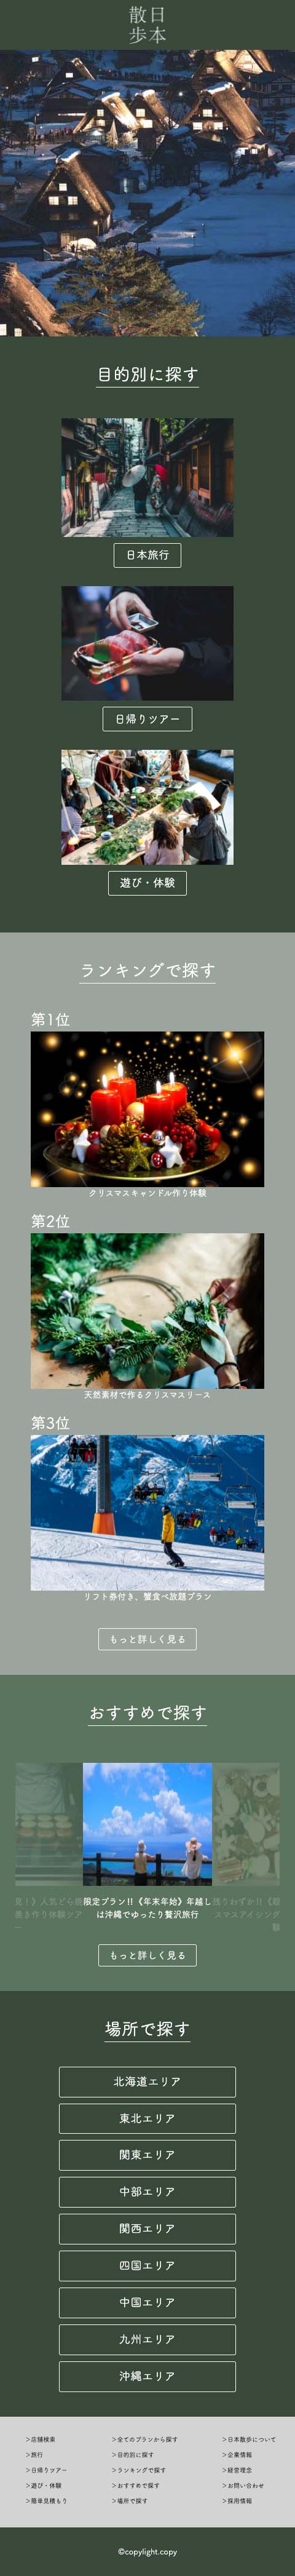 日本
散歩
目的別に探す
日本旅行
日帰りツアー
遊び・体験
ランキングで探す
第1位
クリスマスキャンドル作り体験
第2位
天然素材で作るクリスマスリース
第3位
リフト券付き、蟹食べ放題プラン
もっと詳しく見る
おすすめで探す
限定プラン!!《年末年始》年越し
は沖縄でゆったり贅沢旅行
もっと詳しく見る
場所で探す
北海道エリア
東北エリア
関東エリア
中部エリア
関西エリア
四国エリア
中国エリア
九州エリア
沖縄エリア
>店舗検索
>旅行
>日帰りツアー
>遊び・体験
>簡単見積もり
>全てのプランから探す
>目的別に探す
>ランキングで探す
>おすすめで探す
>場所で探す
>日本散歩について
>企業情報
>経営理念
>お問い合わせ
>採用情報
©copylight.copy